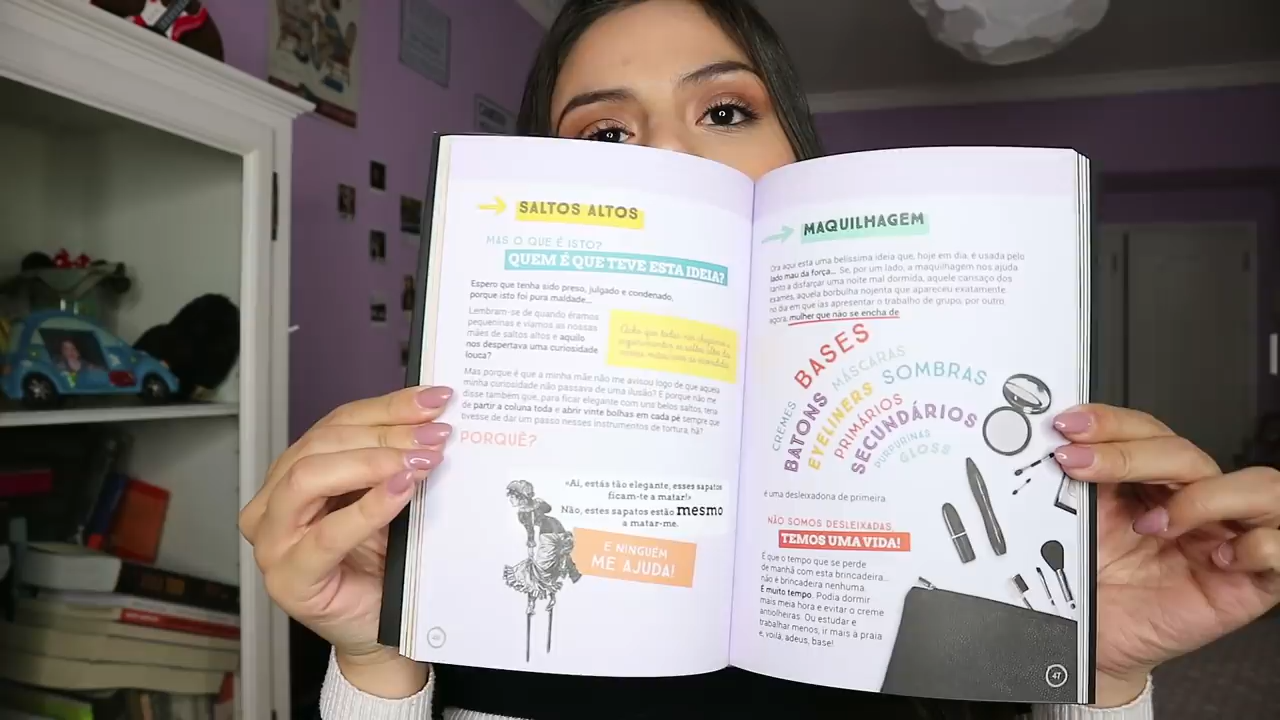 SALTOS ALTOS
MAS O QUE É ISTO?
QUEM É QUE TEVE ESTA IDEIA?
Espero que tenha sido preso, julgado e condenado,
porque isto foi pura maldade...
Lembram-se de quando éramos
pequeninas e víamos as nossas
mães de saltos altos e aquilo
nos despertava uma curiosidade
louca?
Mas porque é que a minha mãe não me avisou logo de que aquela
minha curiosidade não passava de uma ilusão? E porque não me
disse também que, para ficar elegante com uns belos saltos, teria
de partir a coluna toda e abrir vinte bolhas em cada pé sempre que
tivesse de dar um passo nesses instrumentos de tortura, hã?
PORQUÊ?
«Ai, estás tão elegante, esses sapatos
ficam-te a matar!»
Não, estes sapatos estão mesmo
a matar-me.
E NINGUÉM
ME AJUDA!
MAQUILHAGEM
Ora aqui está uma belíssima ideia que, hoje em dia, é usada pelo
lado mau da força... Se, por um lado, a maquilhagem nos ajuda
tanto a disfarçar uma noite mal dormida, aquele cansaço dos
exames, aquela borbulha nojenta que apareceu exatamente
no dia em que ias apresentar o trabalho de grupo, por outro
agora, mulher que não se encha de
CREMES
BASES
BATONS
MÁSCARAS
EYELINERS
SOMBRAS
PRIMÁRIOS
SECUNDÁRIOS
PURPURINAS
GLOSS
é uma desleixadona de primeira.
NÃO SOMOS DESLEIXADAS,
TEMOS UMA VIDA!
É que o tempo que se perde
de manhã com esta brincadeira...
não é brincadeira nenhuma.
É muito tempo. Podia dormir
mais meia hora e evitar o creme
antiolheiras. Ou estudar e
trabalhar menos, ir mais à praia
e, voilà, adeus, base!
47